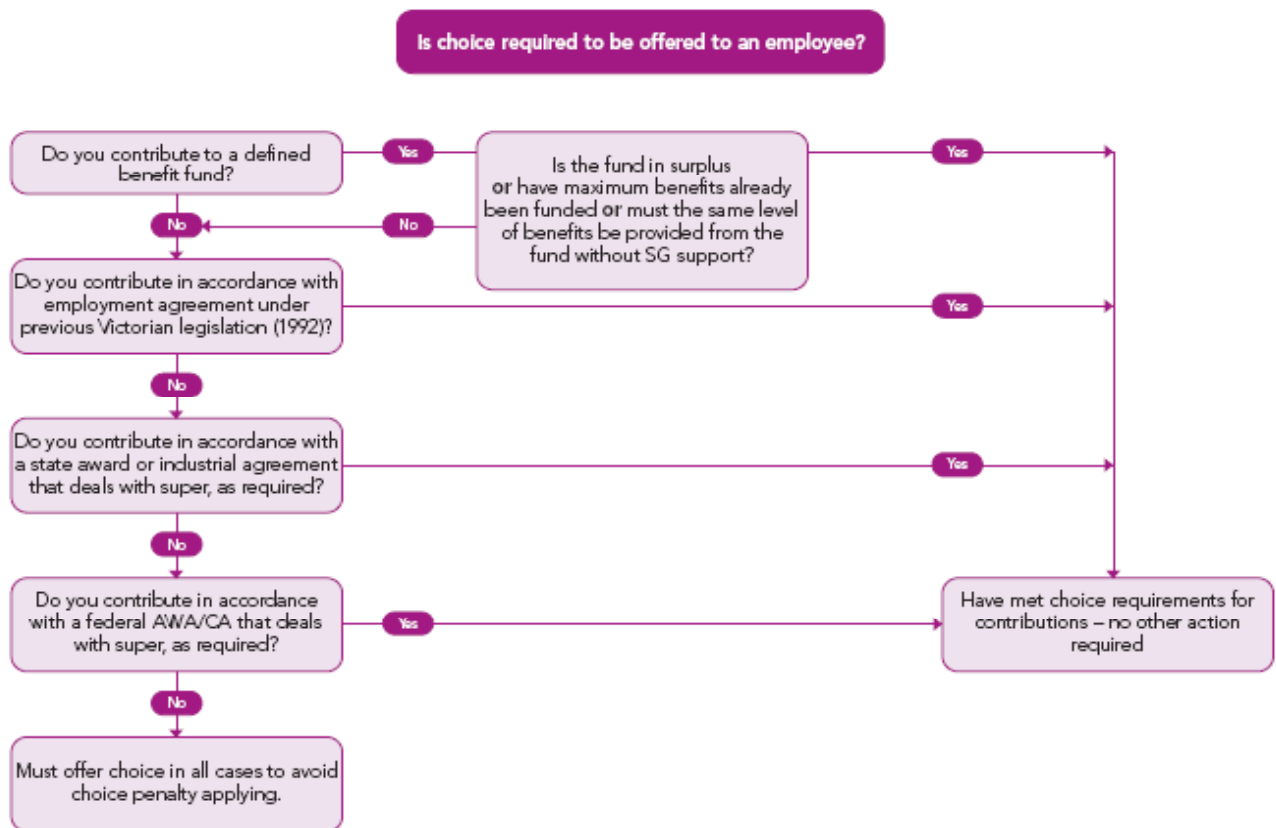 Is choice required to be offered to an employee?
Do you contribute to a defined
benefit fund?
Yes
Is the fund in surplus
or have maximum benefits already
been funded or must the same level
of benefits be provided from the
fund without SG support?
Yes
No
No
Do you contribute in accordance with
employment agreement under
previous Victorian legislation (1992)?
Yes
No
Do you contribute in accordance with
a state award or industrial agreement
that deals with super, as required?
Yes
No
Do you contribute in accordance
with a federal AWA/CA that deals
with super, as required?
Yes
Have met choice requirements for
contributions – no other action
required
No
Must offer choice in all cases to avoid
choice penalty applying.